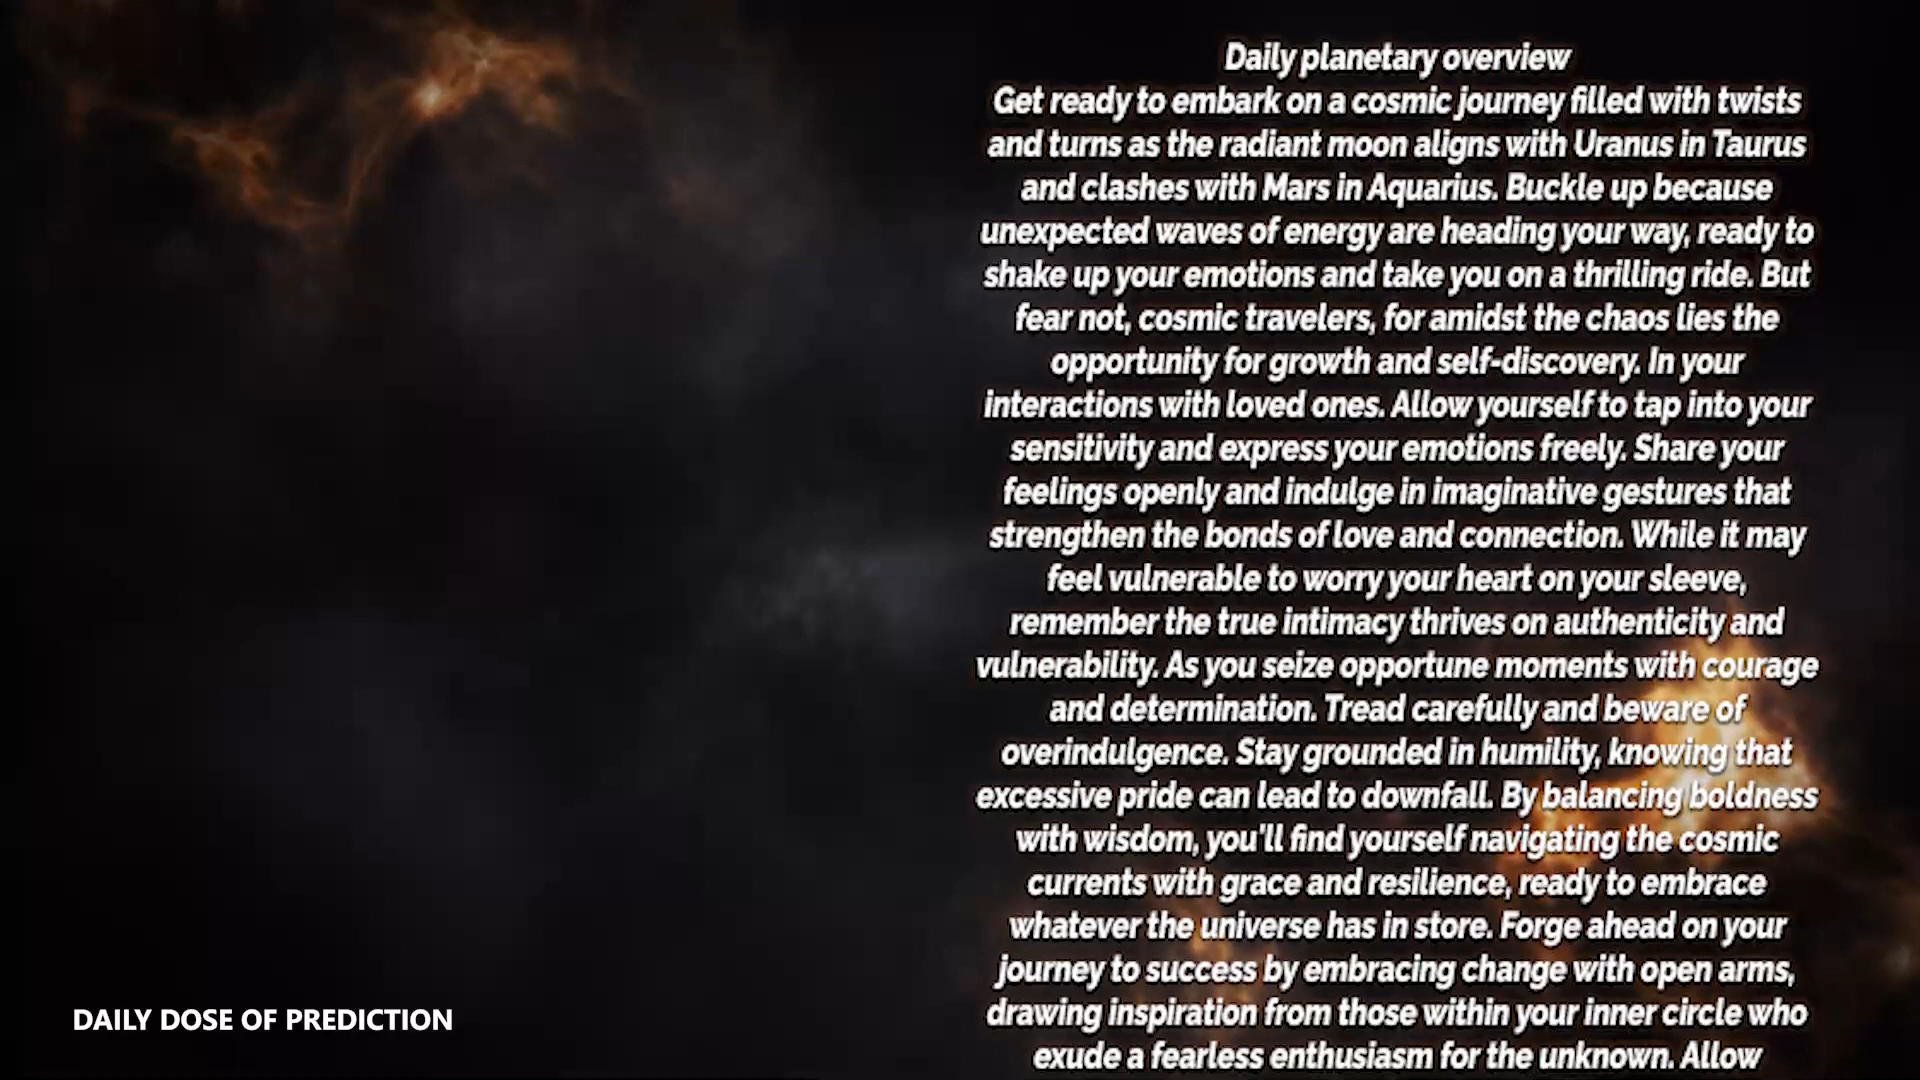 Daily planetary overview
Get ready to embark on a cosmic journey filled with twists
and turns as the radiant moon aligns with Uranus in Taurus
and clashes with Mars in Aquarius. Buckle up because
unexpected waves of energy are heading your way, ready to
shake up your emotions and take you on a thrilling ride. But
fear not, cosmic travelers, for amidst the chaos lies the
opportunity for growth and self-discovery. In your
interactions with loved ones. Allow yourself to tap into your
sensitivity and express your emotions freely. Share your
feelings openly and indulge in imaginative gestures that
strengthen the bonds of love and connection. While it may
feel vulnerable to worry your heart on your sleeve,
remember the true intimacy thrives on authenticity and
vulnerability. As you seize opportune moments with courage
and determination. Tread carefully and beware of
overindulgence. Stay grounded in humility, knowing that
excessive pride can lead to downfall. By balancing boldness
with wisdom, you'll find yourself navigating the cosmic
currents with grace and resilience, ready to embrace
whatever the universe has in store. Forge ahead on your
journey to success by embracing change with open arms,
drawing inspiration from those within your inner circle who
exude a fearless enthusiasm for the unknown. Allow
DAILY DOSE OF PREDICTION